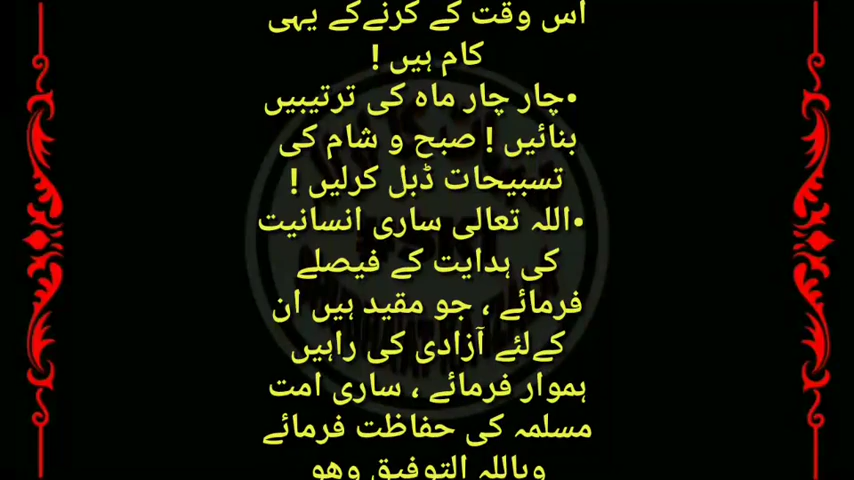 اس وقت کے کرنےکے یہی
کام ہیں !
•چار چار ماہ کی ترتیبیں
بنائیں ! صبح و شام کی
تسبیحات ڈبل کرلیں !
•اللہ تعالی ساری انسانیت
کی ہدایت کے فیصلے
فرمائے ، جو مقید ہیں ان
کےلئے آزادی کی راہیں
ہموار فرمائے ، ساری امت
مسلمہ کی حفاظت فرمائے
وباللہ التوفیق وھو